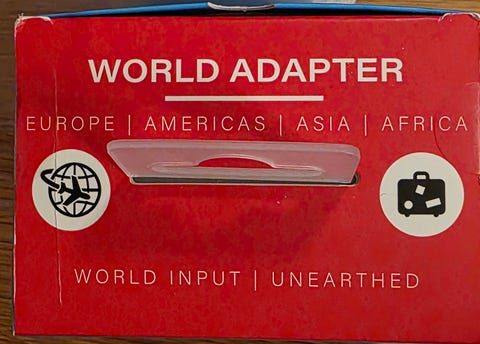 WORLD ADAPTER
EUROPE | AMERICAS | ASIA | AFRICA
WORLD INPUT | UNEARTHED